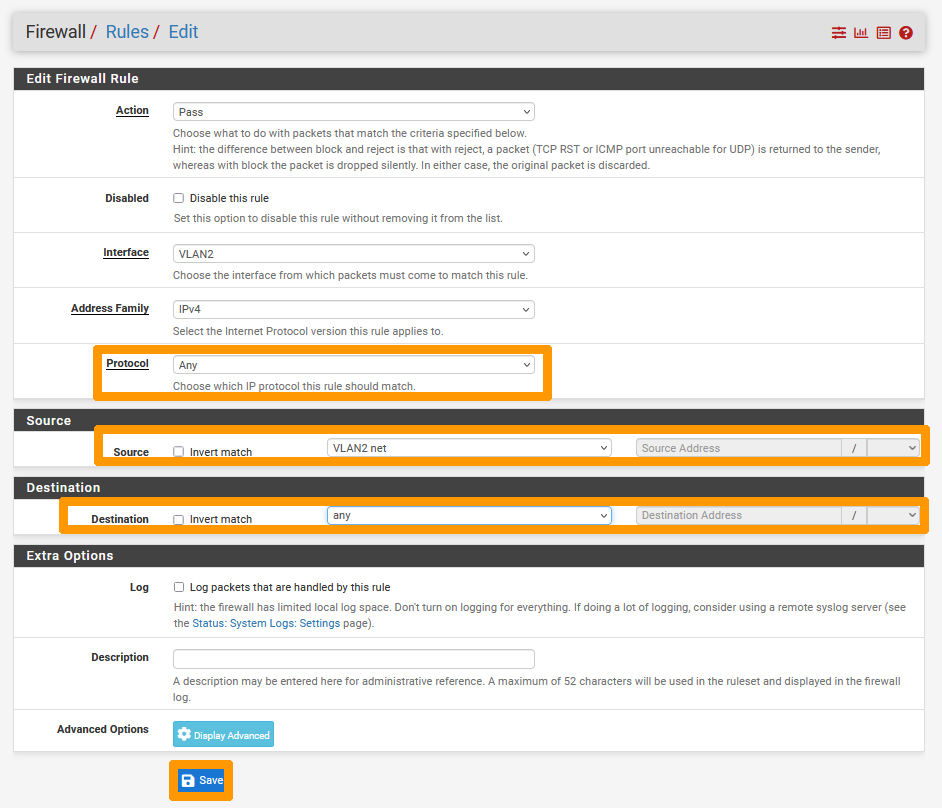 Firewall / Rules / Edit
Edit Firewall Rule
Action
Pass
Choose what to do with packets that match the criteria specified below.
Hint: the difference between block and reject is that with reject, a packet (TCP RST or ICMP port unreachable for UDP) is returned to the sender,
whereas with block the packet is dropped silently. In either case, the original packet is discarded.
Disabled
Disable this rule
Set this option to disable this rule without removing it from the list.
Interface
VLAN2
Choose the interface from which packets must come to match this rule.
Address Family
IPv4
Select the Internet Protocol version this rule applies to.
Protocol
Any
Choose which IP protocol this rule should match.
Source
Source
Invert match
VLAN2 net
Source Address
/
Destination
Destination
Invert match
any
Destination Address
/
Extra Options
Log
Log packets that are handled by this rule
Hint: the firewall has limited local log space. Don't turn on logging for everything. If doing a lot of logging, consider using a remote syslog server (see
the Status: System Logs: Settings page).
Description
A description may be entered here for administrative reference. A maximum of 52 characters will be used in the ruleset and displayed in the firewall
log.
Advanced Options
Display Advanced
Save